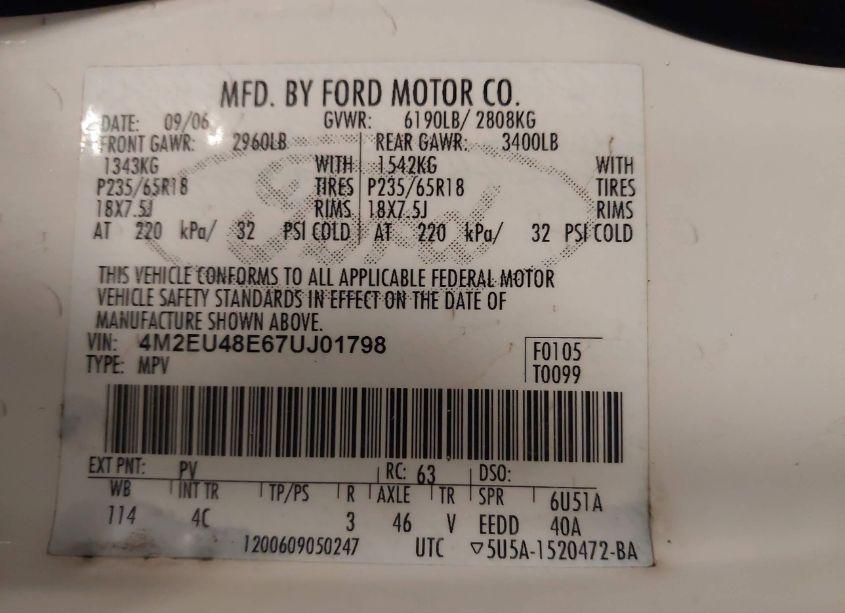 MFD. BY FORD MOTOR CO.
DATE: 09/06 GVWR: 6190LB/ 2808KG
FRONT GAWR: 2960LB REAR GAWR: 3400LB
1343KG WITH 1542KG WITH
P235/65R18 TIRES P235/65R18 TIRES
18X7.5J RIMS 18X7.5J RIMS
AT 220 kPa/ 32 PSI COLD AT 220 kPa/ 32 PSI COLD
THIS VEHICLE CONFORMS TO ALL APPLICABLE FEDERAL MOTOR
VEHICLE SAFETY STANDARDS IN EFFECT ON THE DATE OF
MANUFACTURE SHOWN ABOVE.
VIN: 4M2EU48E67UJ01798 F0105
TYPE: MPV T0099
EXT PNT: PV RC: 63 DSO:
WB INT TR TP/PS R AXLE TR SPR 6U51A
114 4C 3 46 V EEDD 40A
1200609050247 UTC ▽5U5A-1520472-BA
Ford